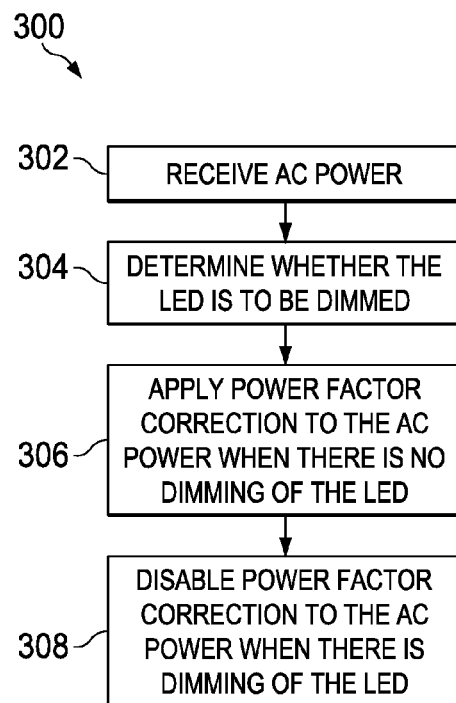 300
302
RECEIVE AC POWER
304
DETERMINE WHETHER THE
LED IS TO BE DIMMED
306
APPLY POWER FACTOR
CORRECTION TO THE AC
POWER WHEN THERE IS NO
DIMMING OF THE LED
308
DISABLE POWER FACTOR
CORRECTION TO THE AC
POWER WHEN THERE IS
DIMMING OF THE LED